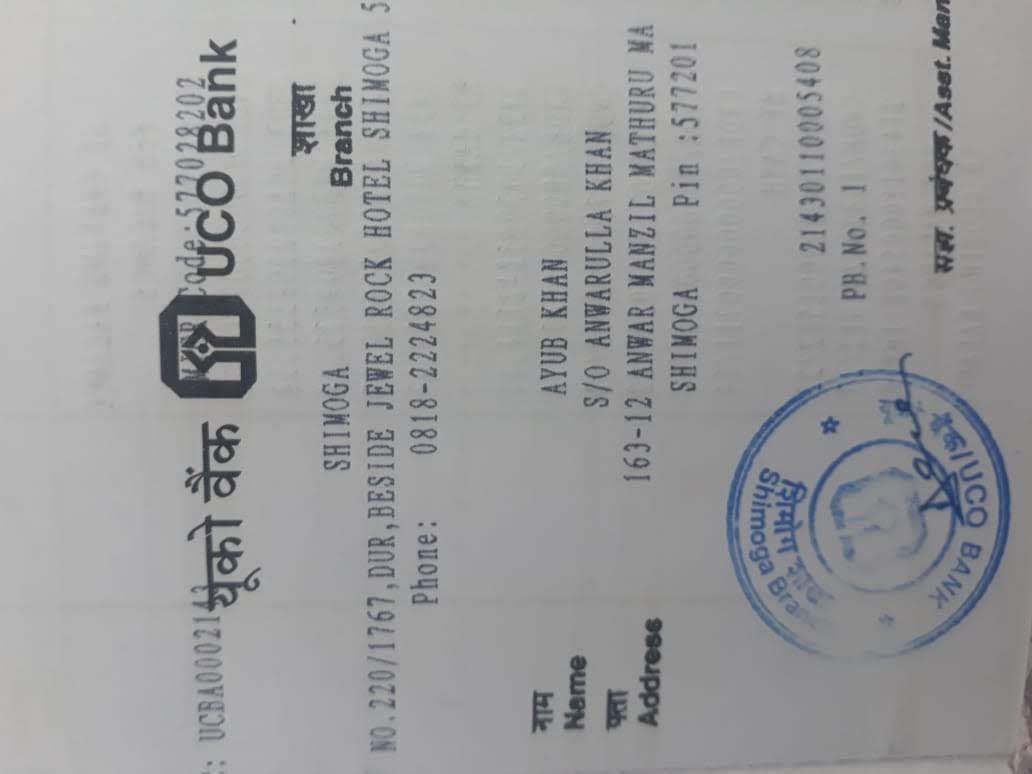 : UCBA0002143 Code:577028202
यूको बैंक UCO Bank
शाखा
SHIMOGA Branch
NO.220/1767,DUR,BESIDE JEWEL ROCK HOTEL SHIMOGA 5
Phone: 0818-2224823
नाम
Name AYUB KHAN
S/O ANWARULLA KHAN
पता
Address 163-12 ANWAR MANZIL MATHURU MA
SHIMOGA Pin :577201
21430110005408
PB.No. 1
शिमोगा
Shimoga Branch
UCO BANK
सहा. प्रबंधक/Asst. Man